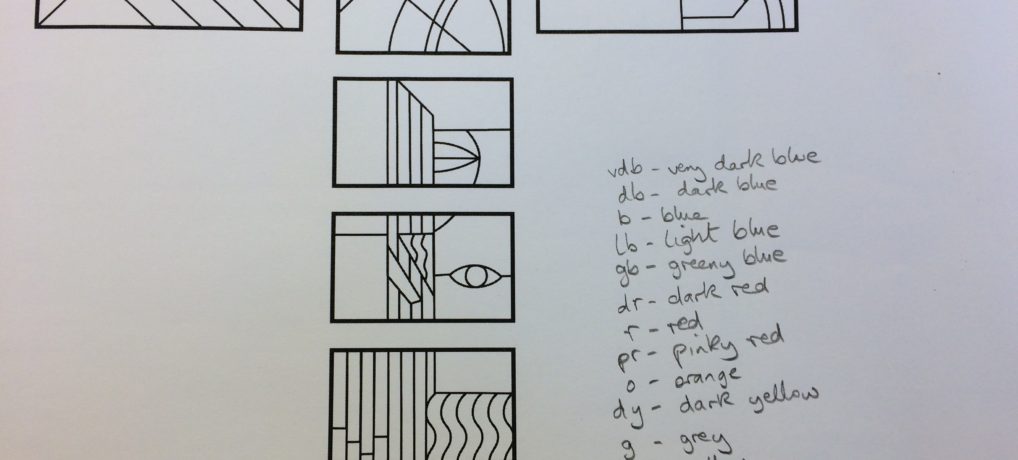 vdb - very dark blue
db - dark blue
b - blue
lb - light blue
gb - greeny blue
dr - dark red
r - red
pr - pinky red
o - orange
dy - dark yellow
g - grey